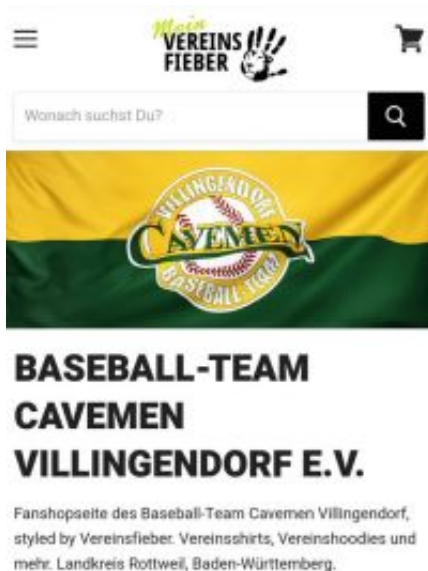 Mein
VEREINS
FIEBER
Wonach suchst Du?
VILLINGENDORF
CAVEMEN
BASEBALL-TEAM
BASEBALL-TEAM
CAVEMEN
VILLINGENDORF E.V.
Fanshopseite des Baseball-Team Cavemen Villingendorf,
styled by Vereinsfieber. Vereinsshirts, Vereinshoodies und
mehr. Landkreis Rottweil, Baden-Württemberg.